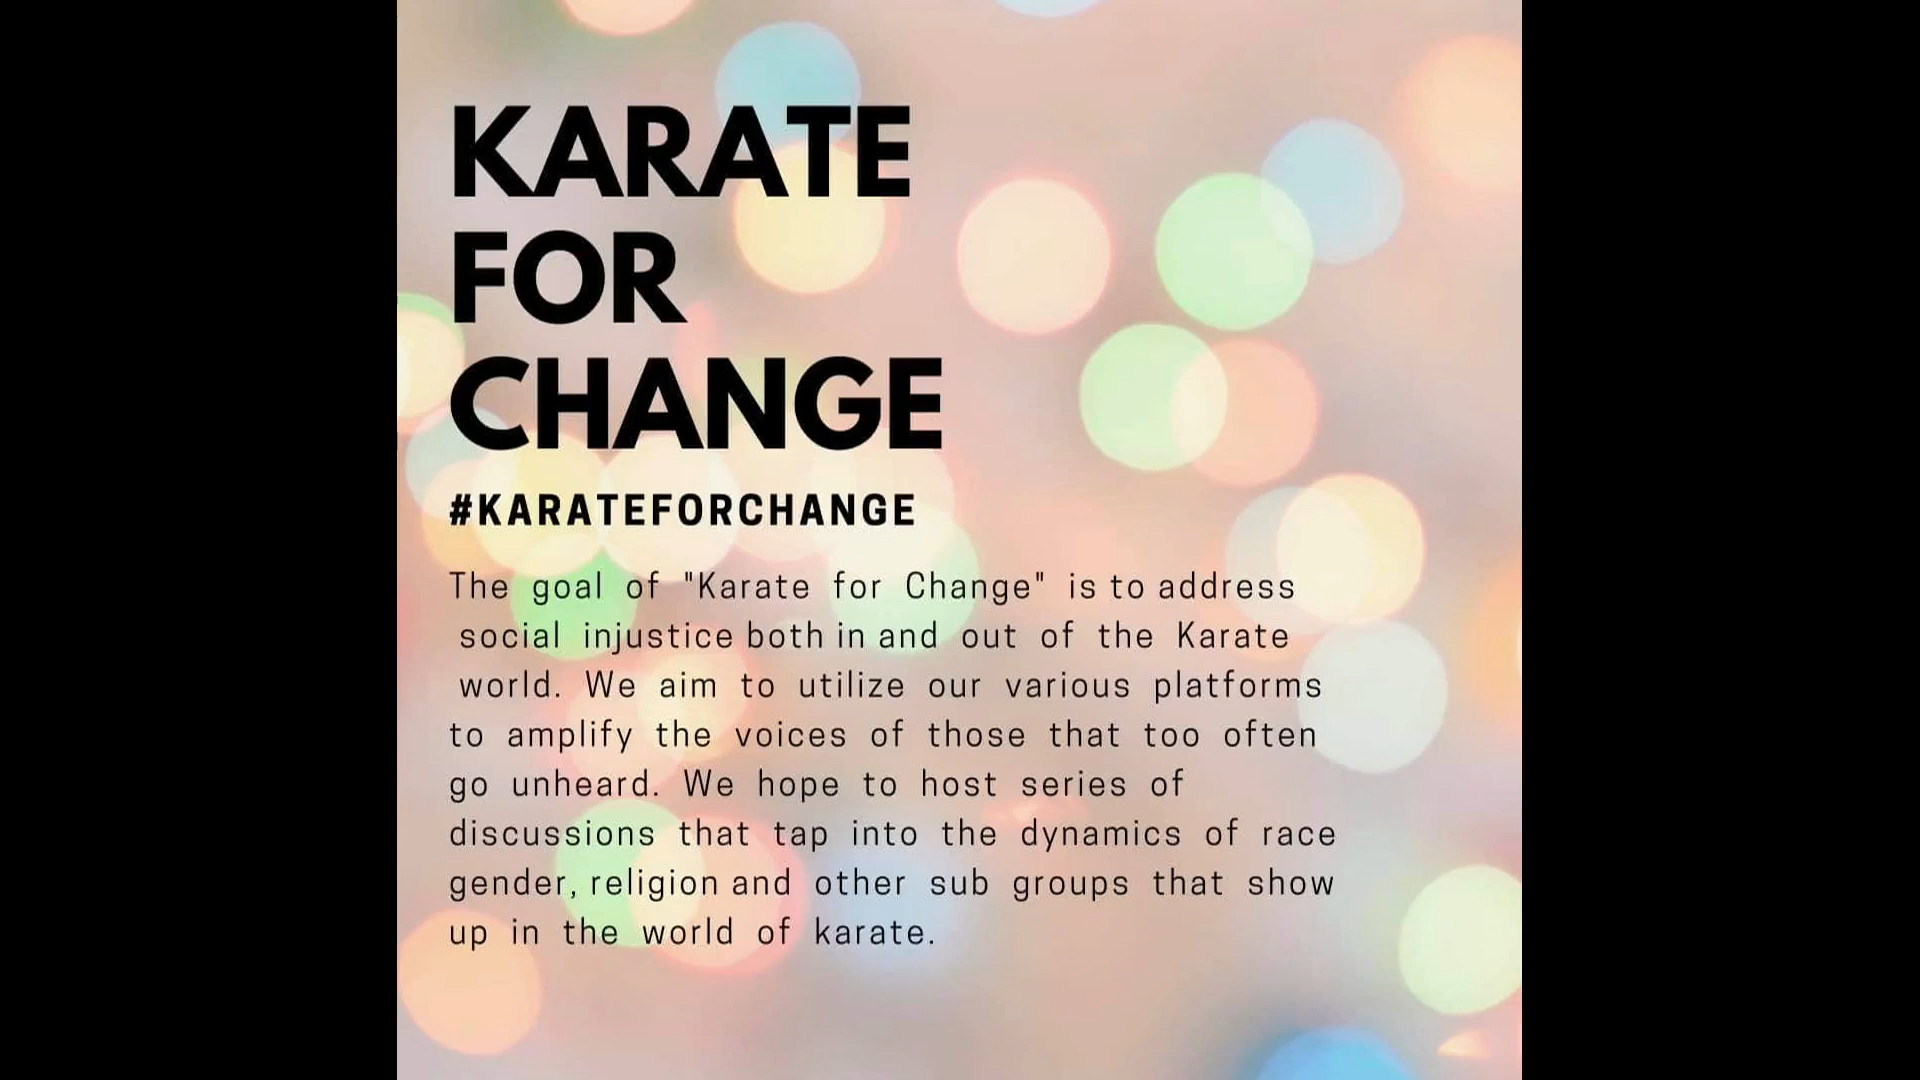 KARATE
FOR
CHANGE
#KARATEFORCHANGE
The goal of "Karate for Change" is to address
social injustice both in and out of the Karate
world. We aim to utilize our various platforms
to amplify the voices of those that too often
go unheard. We hope to host series of
discussions that tap into the dynamics of race
gender, religion and other sub groups that show
up in the world of karate.